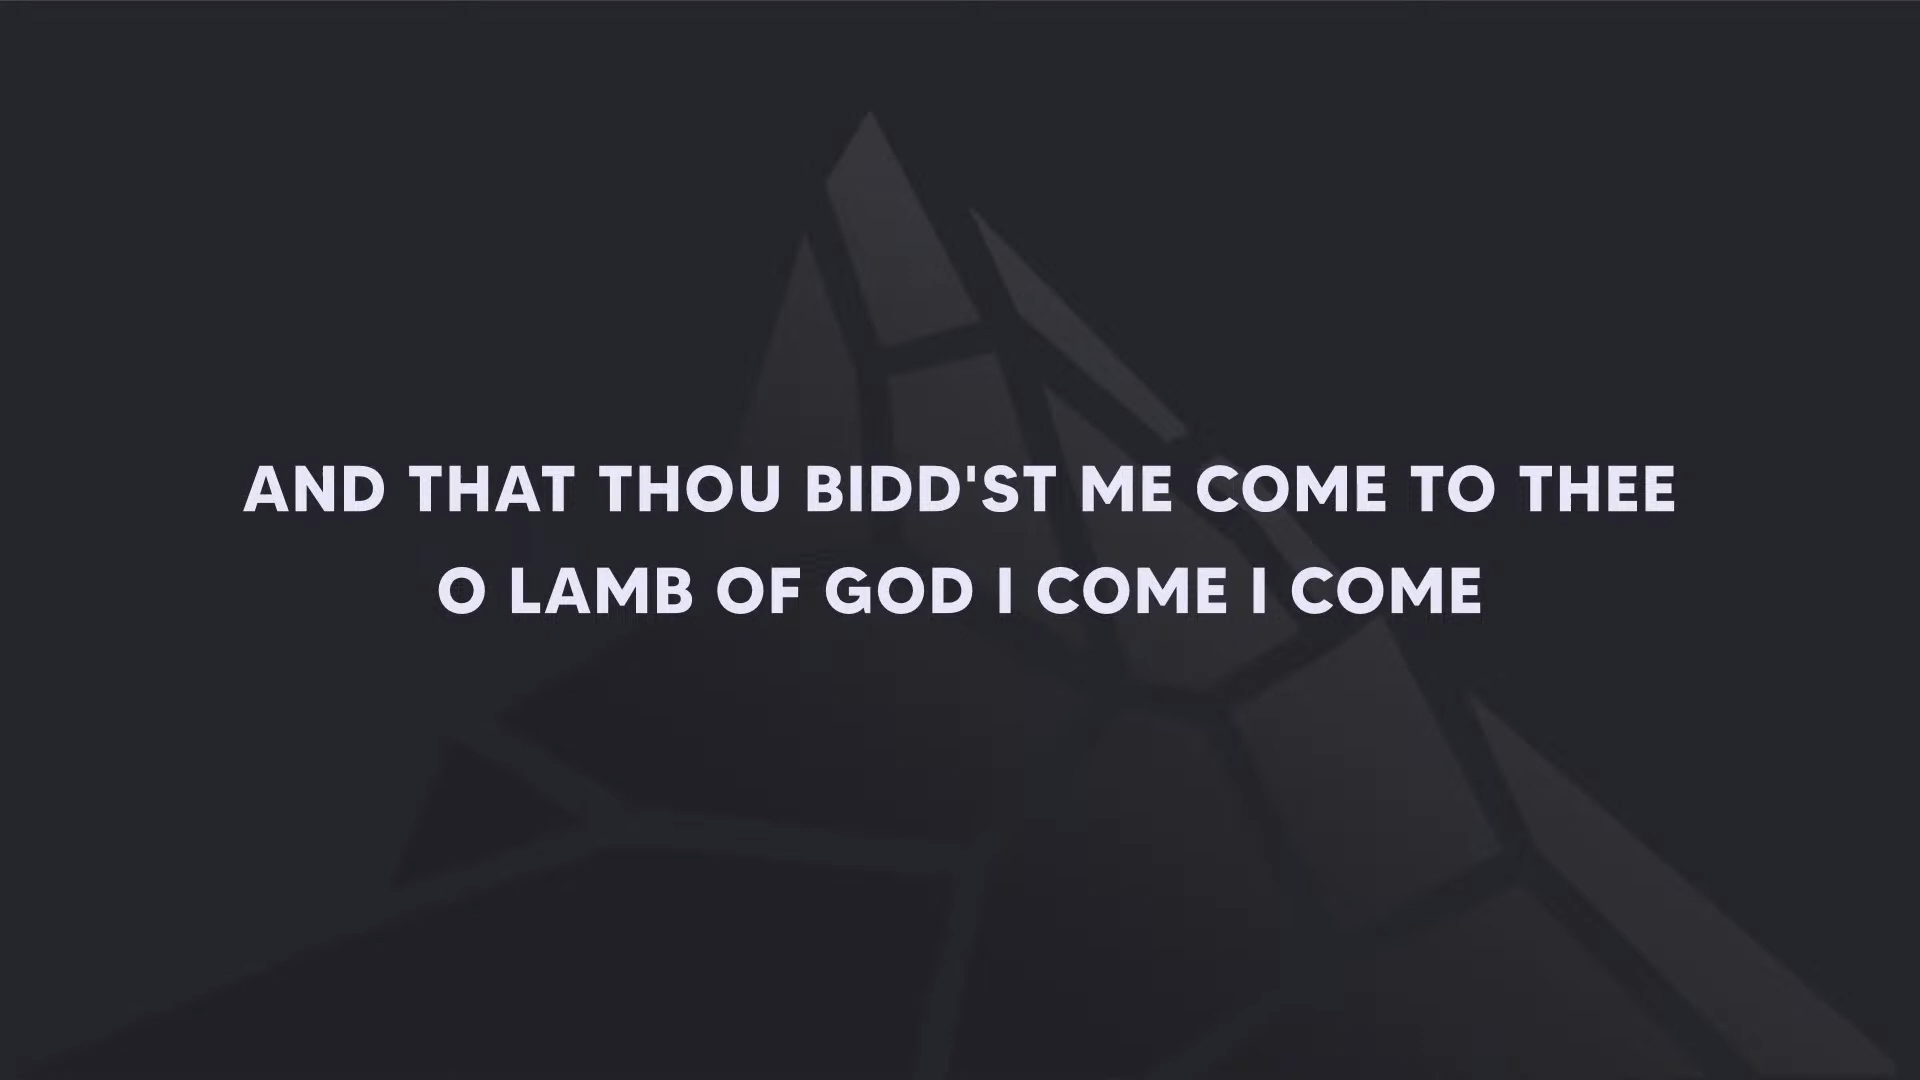 AND THAT THOU BIDD'ST ME COME TO THEE
O LAMB OF GOD I COME I COME